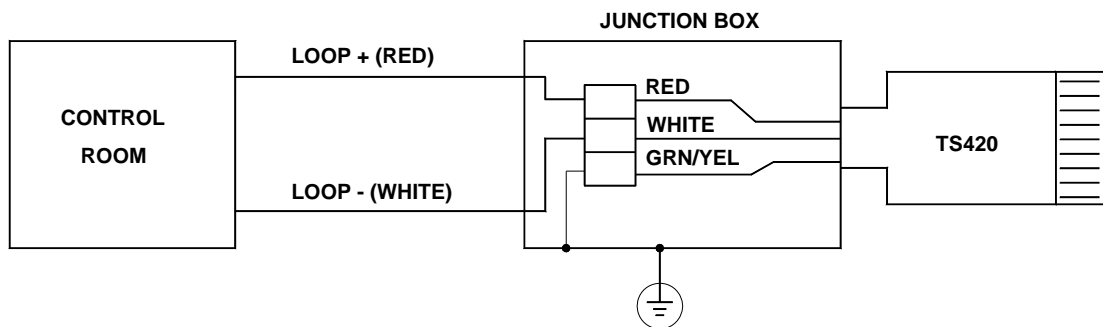 JUNCTION BOX
LOOP + (RED)
RED
CONTROL
ROOM
WHITE
TS420
GRN/YEL
LOOP - (WHITE)